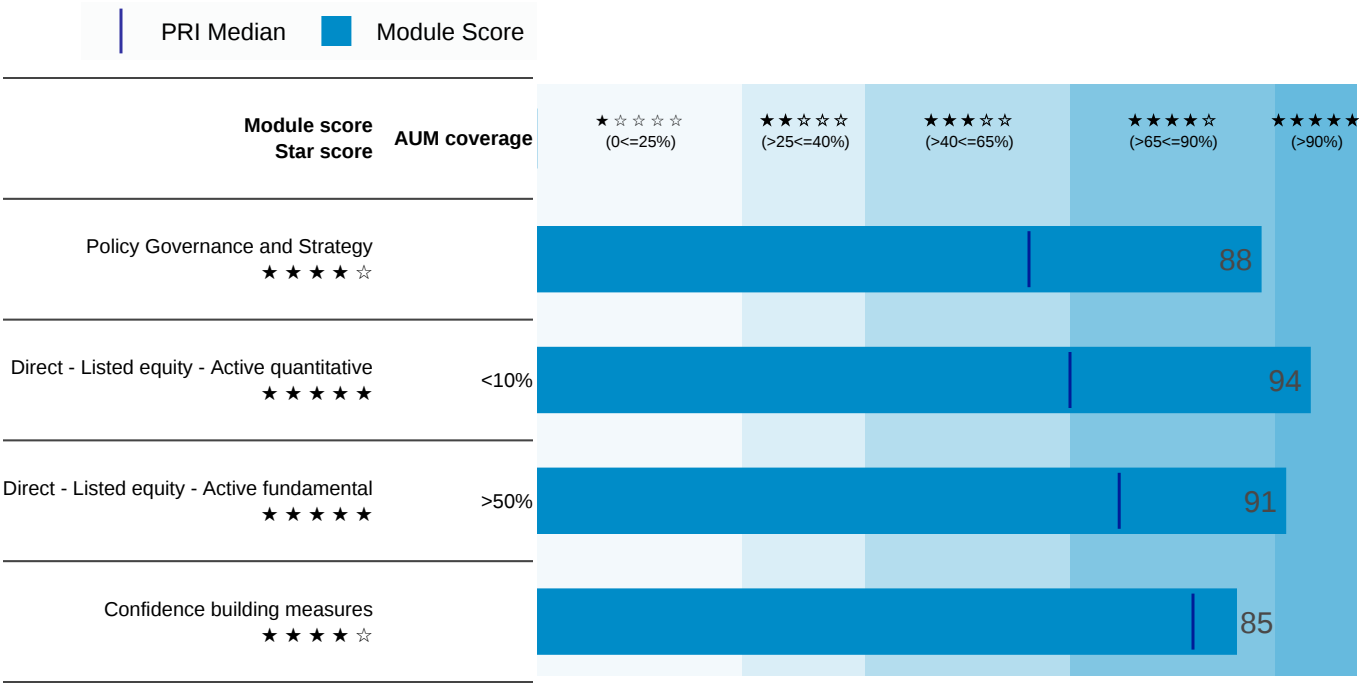 PRI Median Module Score
Module score
Star score
AUM coverage
★☆☆☆☆
(0<=25%)
★★☆☆☆
(>25<=40%)
★★★☆☆
(>40<=65%)
★★★★☆
(>65<=90%)
★★★★★
(>90%)
Policy Governance and Strategy
★★★★☆
88
Direct - Listed equity - Active quantitative
★★★★★
<10%
94
Direct - Listed equity - Active fundamental
★★★★★
>50%
91
Confidence building measures
★★★★☆
85